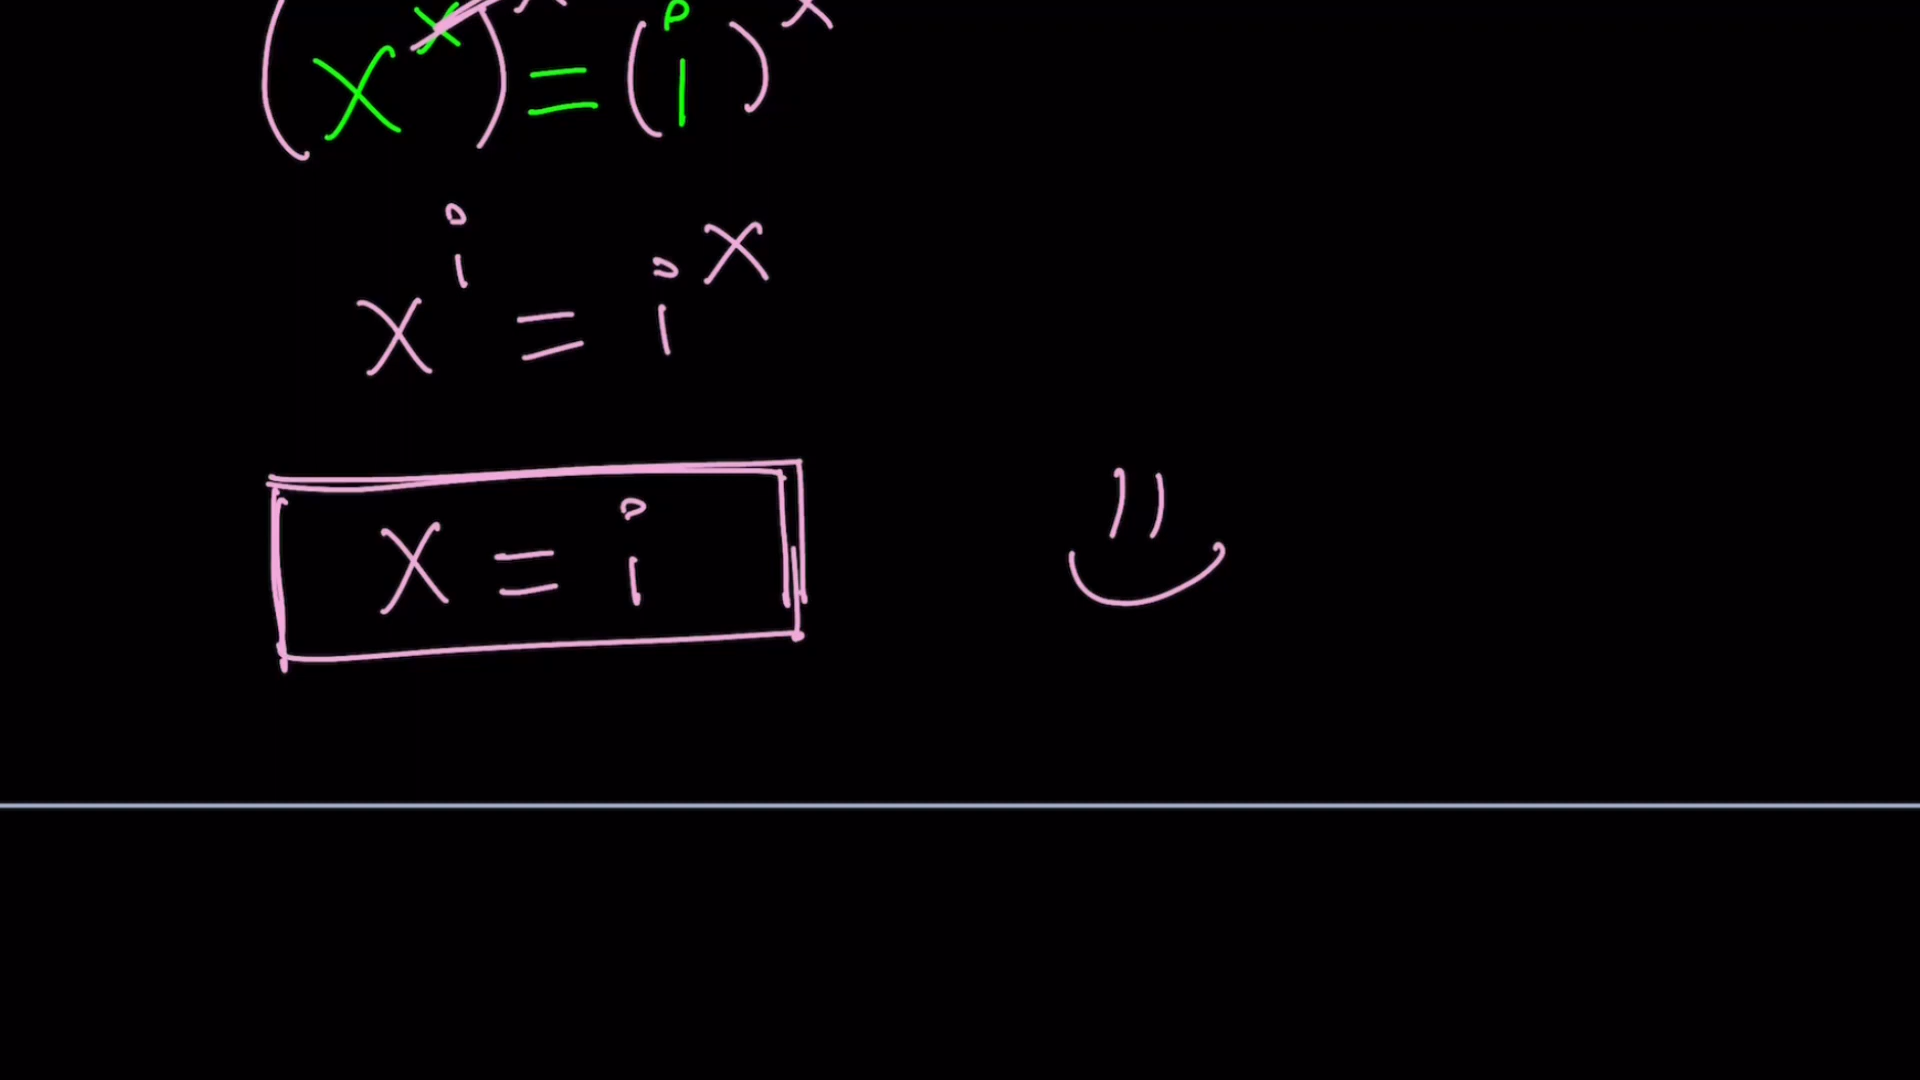 (x^x) = (i)^x
x^i = i^x
x = i